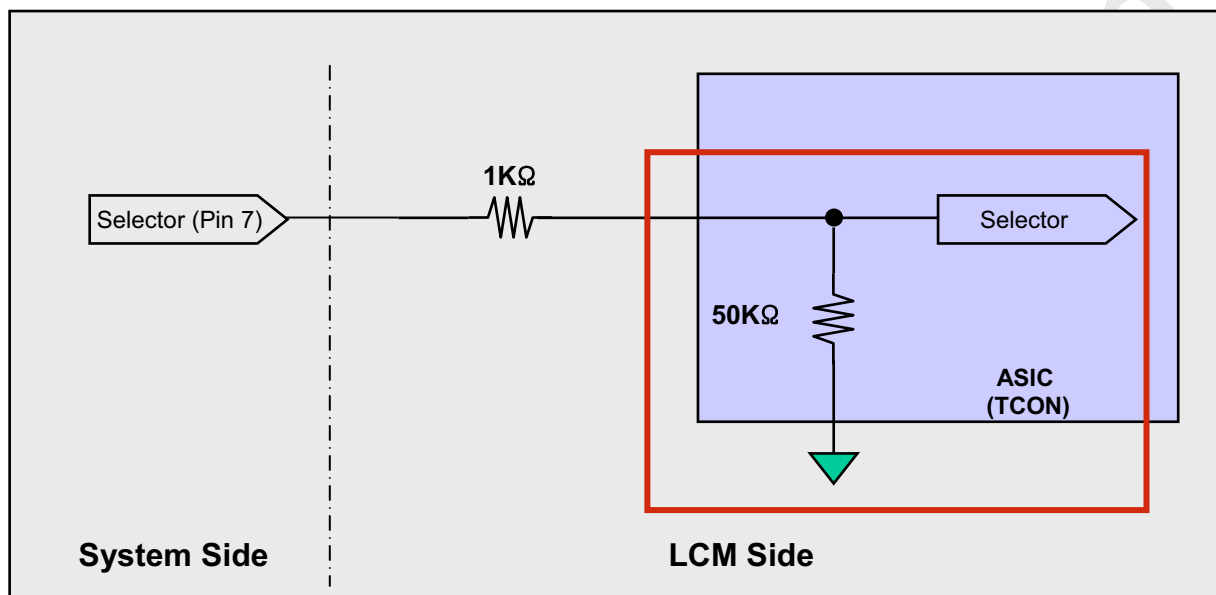 1KΩ
Selector (Pin 7)
Selector
50KΩ
ASIC
(TCON)
System Side
LCM Side